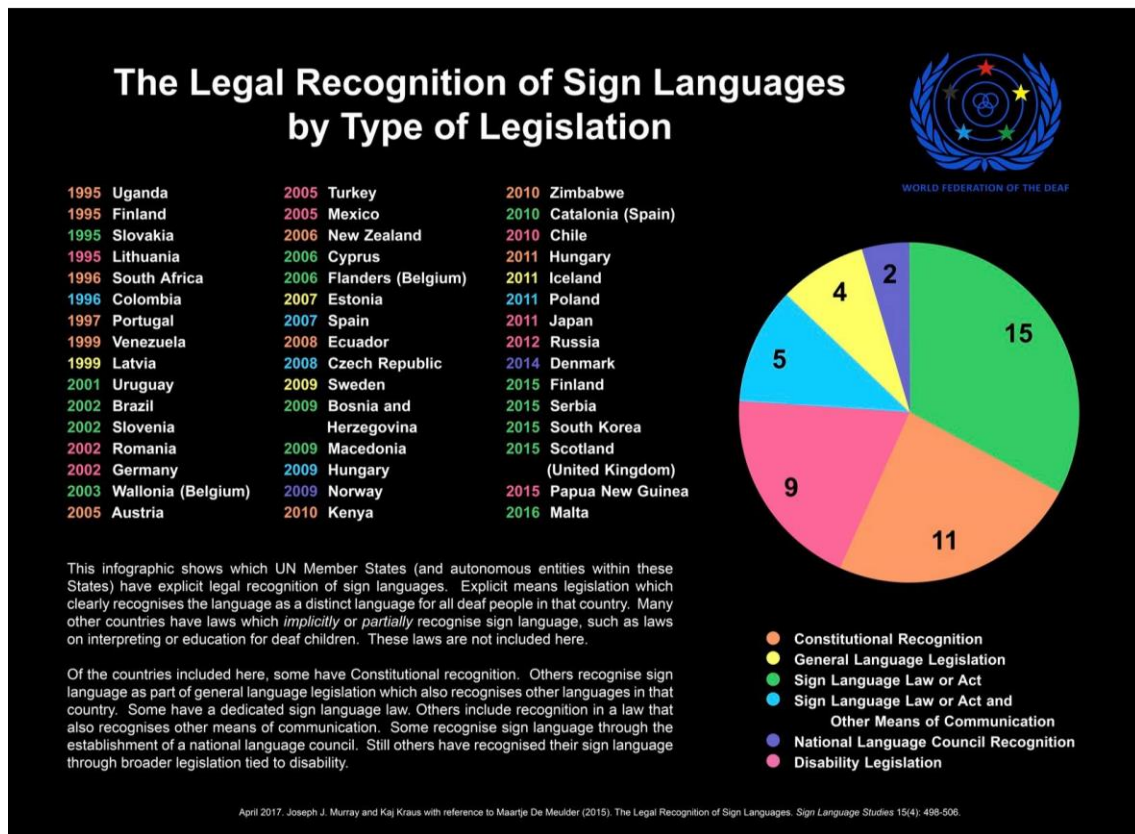 The Legal Recognition of Sign Languages
by Type of Legislation
WORLD FEDERATION OF THE DEAF
1995 Uganda
1995 Finland
1995 Slovakia
1995 Lithuania
1996 South Africa
1996 Colombia
1997 Portugal
1999 Venezuela
1999 Latvia
2001 Uruguay
2002 Brazil
2002 Slovenia
2002 Romania
2002 Germany
2003 Wallonia (Belgium)
2005 Austria
2005 Turkey
2005 Mexico
2006 New Zealand
2006 Cyprus
2006 Flanders (Belgium)
2007 Estonia
2007 Spain
2008 Ecuador
2008 Czech Republic
2009 Sweden
2009 Bosnia and
Herzegovina
2009 Macedonia
2009 Hungary
2009 Norway
2010 Kenya
2010 Zimbabwe
2010 Catalonia (Spain)
2010 Chile
2011 Hungary
2011 Iceland
2011 Poland
2011 Japan
2012 Russia
2014 Denmark
2015 Finland
2015 Serbia
2015 South Korea
2015 Scotland
(United Kingdom)
2015 Papua New Guinea
2016 Malta
2
4
15
5
9
11
This infographic shows which UN Member States (and autonomous entities within these
States) have explicit legal recognition of sign languages. Explicit means legislation which
clearly recognises the language as a distinct language for all deaf people in that country. Many
other countries have laws which implicitly or partially recognise sign language, such as laws
on interpreting or education for deaf children. These laws are not included here.
Of the countries included here, some have Constitutional recognition. Others recognise sign
language as part of general language legislation which also recognises other languages in that
country. Some have a dedicated sign language law. Others include recognition in a law that
also recognises other means of communication. Some recognise sign language through the
establishment of a national language council. Still others have recognised their sign language
through broader legislation tied to disability.
Constitutional Recognition
General Language Legislation
Sign Language Law or Act
Sign Language Law or Act and
Other Means of Communication
National Language Council Recognition
Disability Legislation
April 2017. Joseph J. Murray and Kaj Kraus with reference to Maartje De Meulder (2015). The Legal Recognition of Sign Languages. Sign Language Studies 15(4): 498-506.